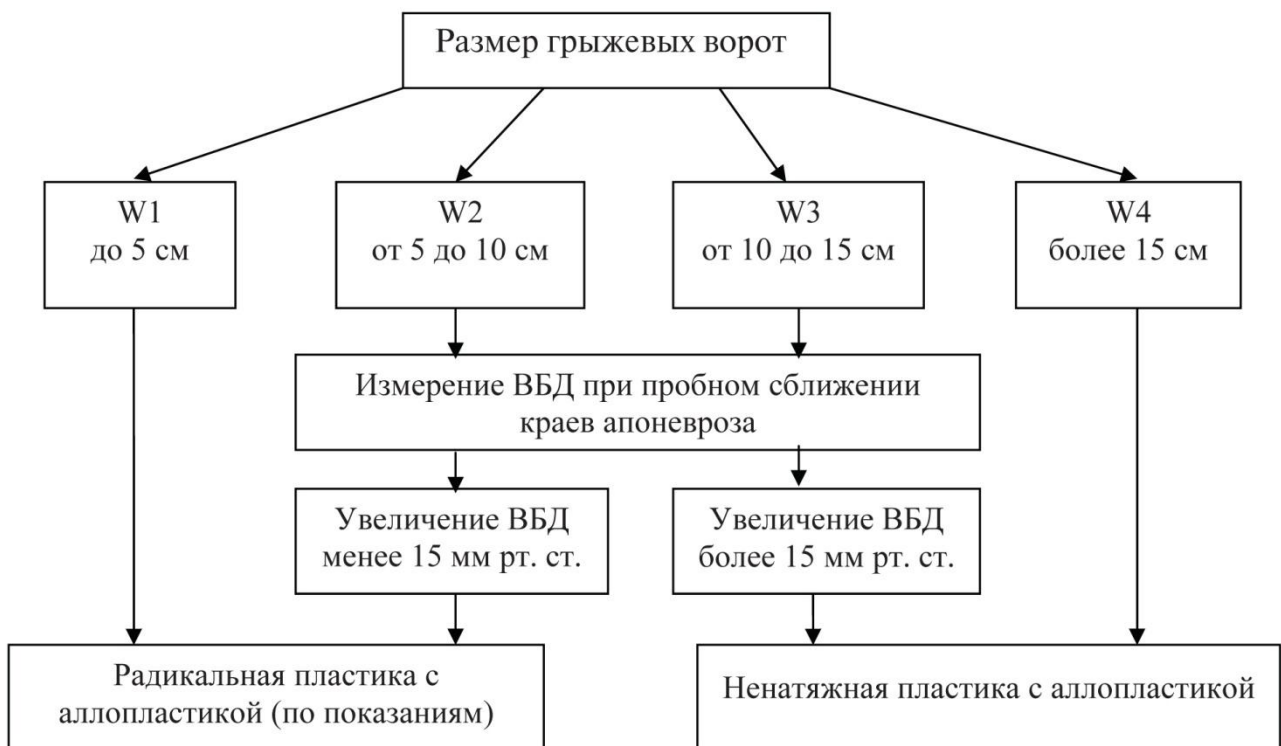 Размер грыжевых ворот
W1
до 5 см
W2
от 5 до 10 см
W3
от 10 до 15 см
W4
более 15 см
Измерение ВБД при пробном сближении
краев апоневроза
Увеличение ВБД
менее 15 мм рт. ст.
Увеличение ВБД
более 15 мм рт. ст.
Радикальная пластика с
аллопластикой (по показаниям)
Ненатяжная пластика с аллопластикой